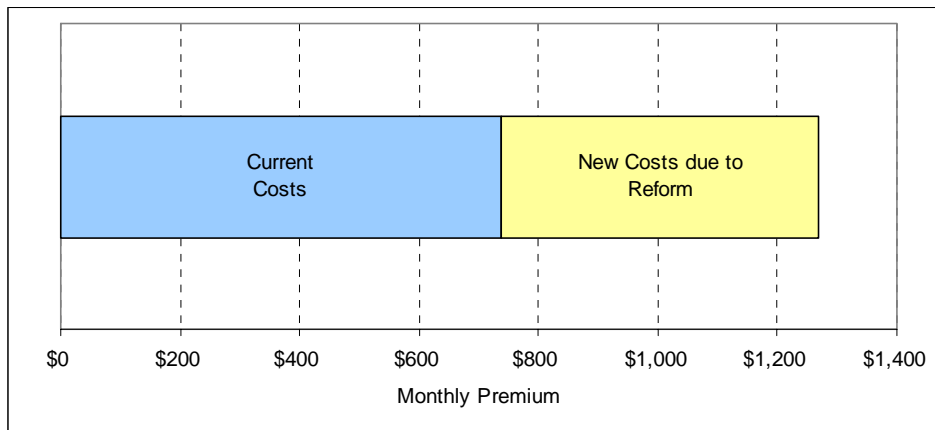 Current
Costs
New Costs due to
Reform
$0 $200 $400 $600 $800 $1,000 $1,200 $1,400
Monthly Premium